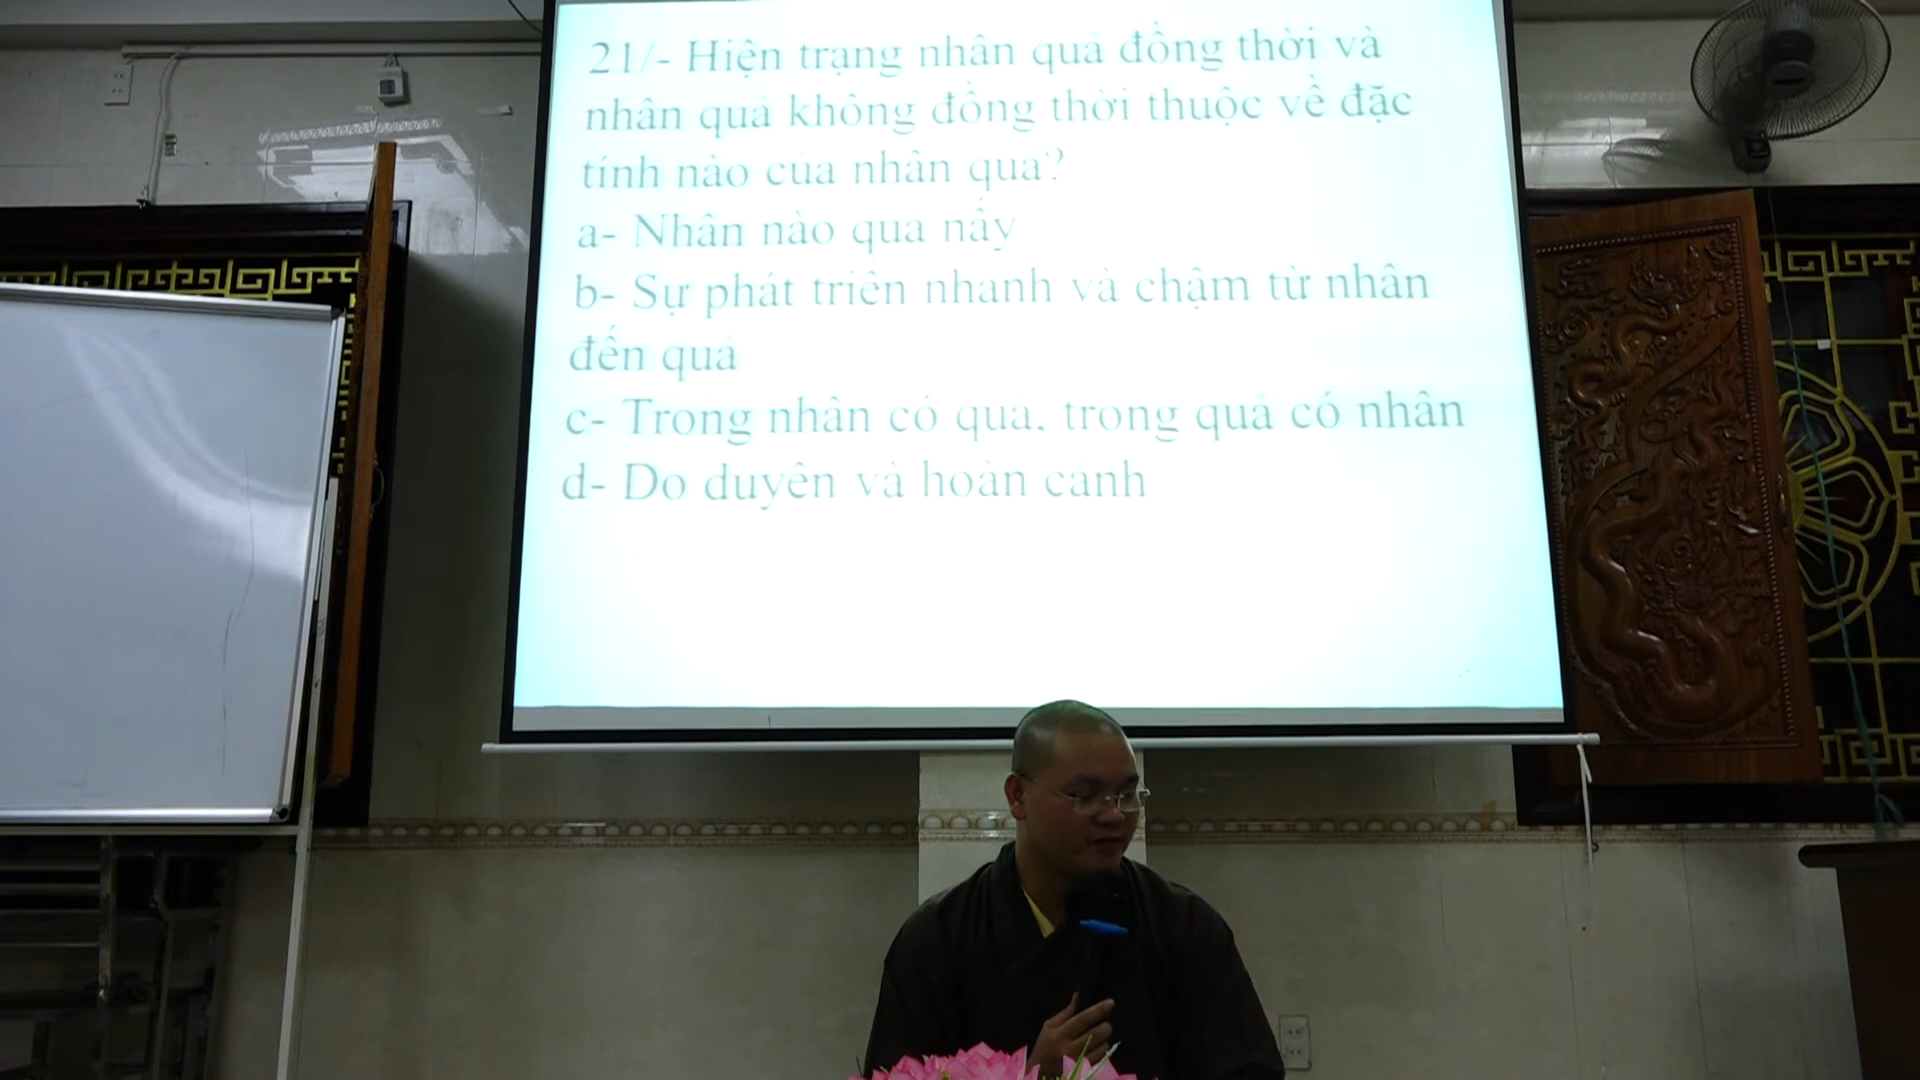 21/- Hiện trạng nhân quả đồng thời và
nhân quả không đồng thời thuộc về đặc
tính nào của nhân quả?
a- Nhân nào quả nấy
b- Sự phát triển nhanh và chậm từ nhân
đến quả
c- Trong nhân có quả, trong quả có nhân
d- Do duyên và hoàn cảnh